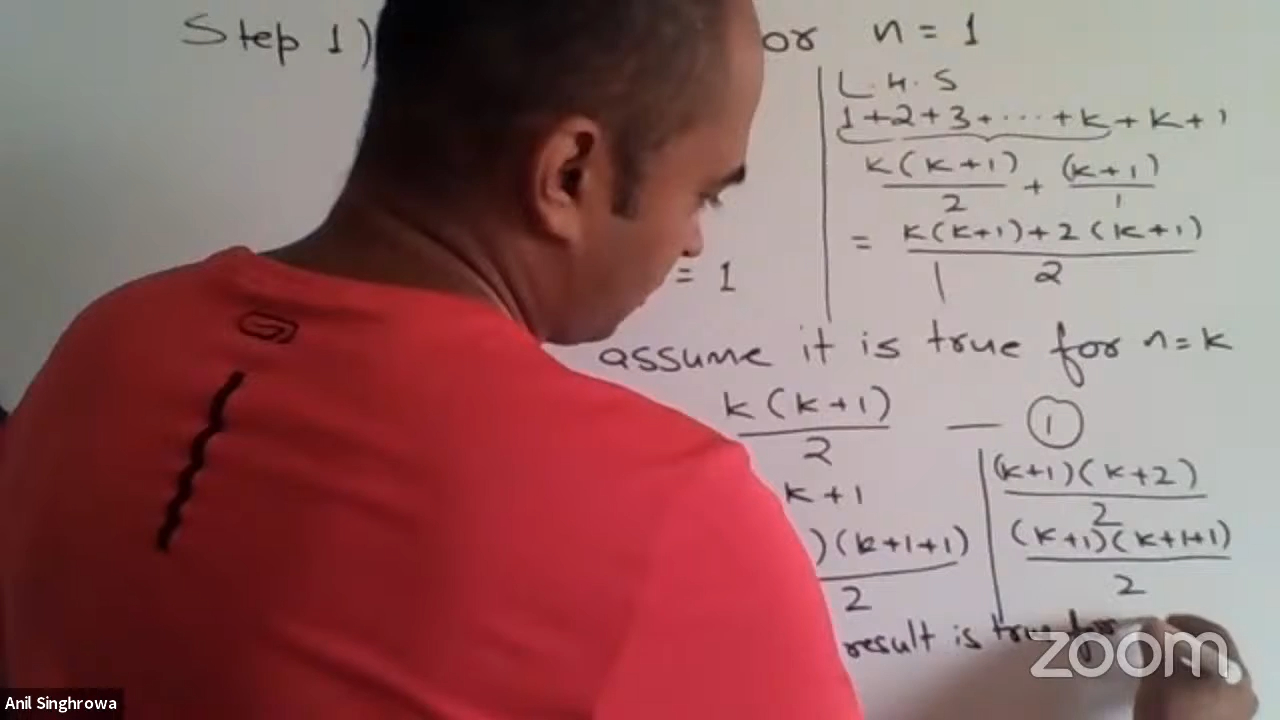 Step 1) or n = 1
L.H.S
1+2+3+⋯+k+k+1
k(k+1)/2 + (k+1)/1
= k(k+1)+2(k+1)/2
= 1
assume it is true for n=k
k(k+1)/2 — ①
k+1
)(k+1+1)/2
(k+1)(k+2)/2
(k+1)(k+1+1)/2
result is true for
zoom
Anil Singhrowa